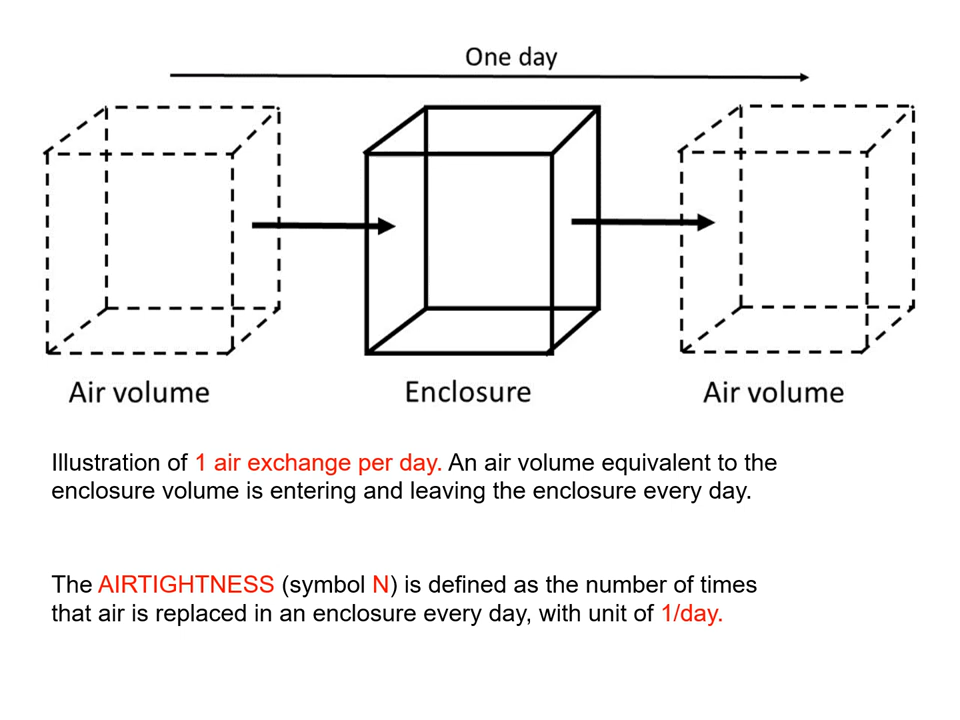 One day
Air volume
Enclosure
Air volume
Illustration of 1 air exchange per day. An air volume equivalent to the
enclosure volume is entering and leaving the enclosure every day.
The AIRTIGHTNESS (symbol N) is defined as the number of times
that air is replaced in an enclosure every day, with unit of 1/day.